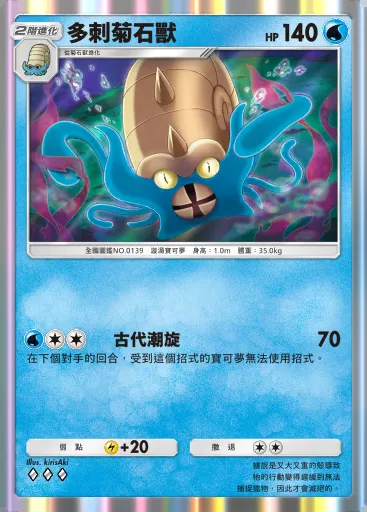 2階進化
多刺菊石獸
HP 140
從菊石獸進化
全國圖鑑NO.0139 漩渦寶可夢 身高:1.0m 體重:35.0kg
古代潮旋 70
在下個對手的回合,受到這個招式的寶可夢無法使用招式。
弱點 +20 撤退
Illus. kirisAki
據說是又大又重的殼導致
牠的行動變得遲緩到無法
捕捉獵物,因此才會滅絕的。